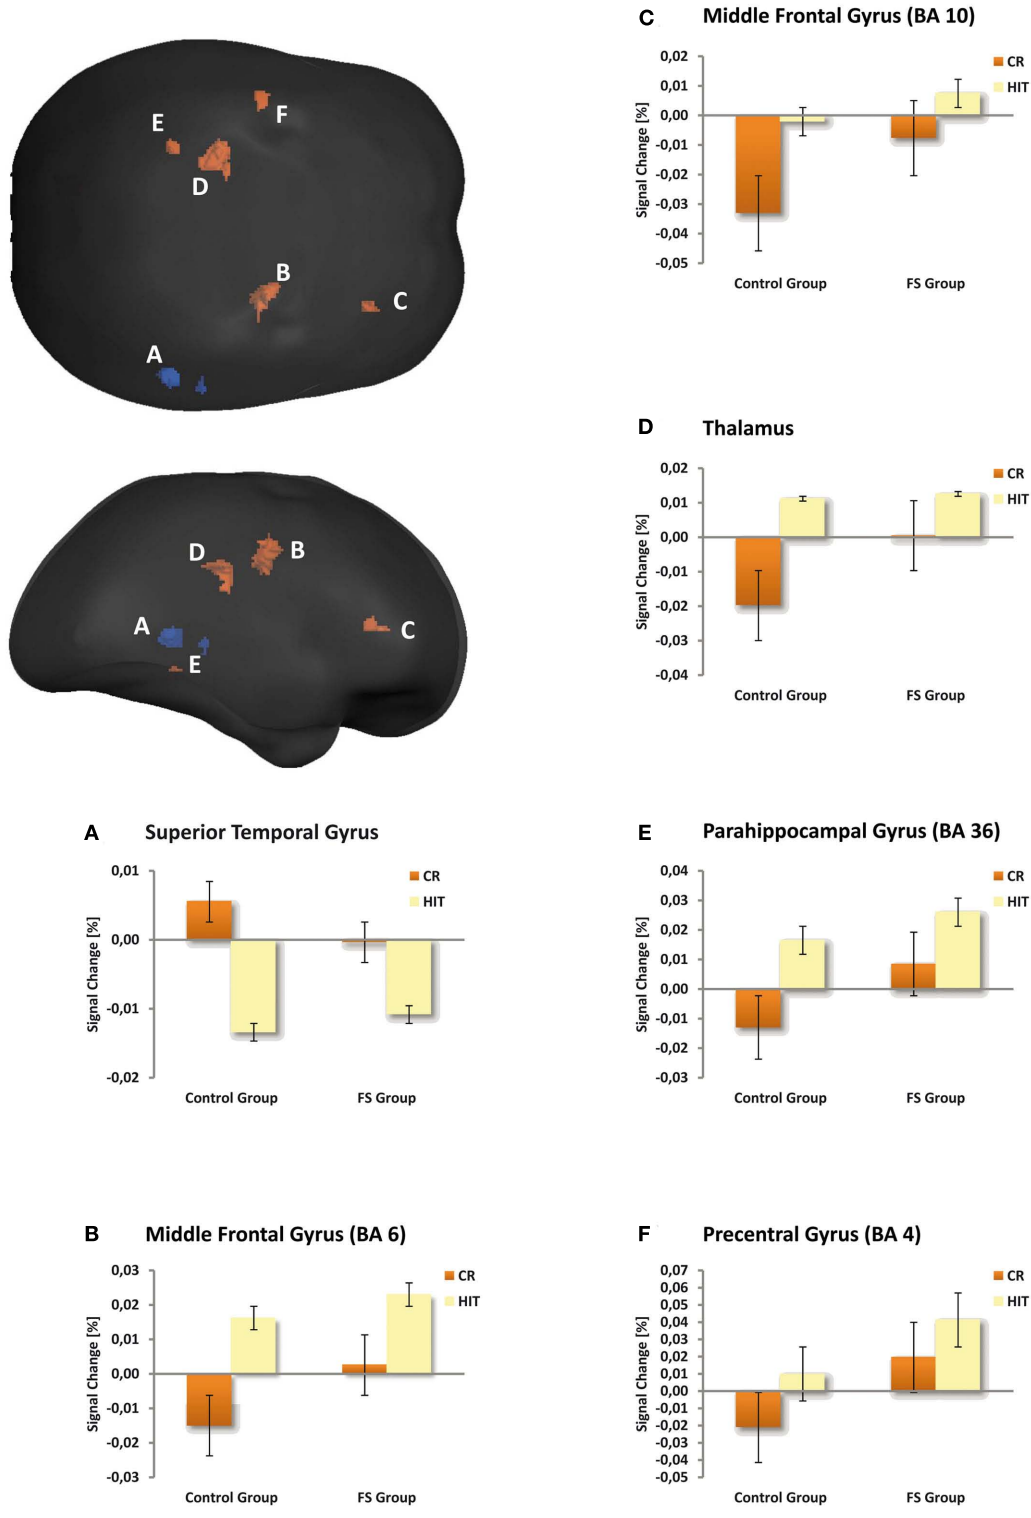 E
F
D
B
C
A
D
B
A
C
E
A Superior Temporal Gyrus
Signal Change [%]
0,01
0,00
-0,01
-0,02
CR
HIT
Control Group FS Group
B Middle Frontal Gyrus (BA 6)
Signal Change [%]
0,03
0,02
0,01
0,00
-0,01
-0,02
-0,03
CR
HIT
Control Group FS Group
C Middle Frontal Gyrus (BA 10)
Signal Change [%]
0,02
0,01
0,00
-0,01
-0,02
-0,03
-0,04
-0,05
CR
HIT
Control Group FS Group
D Thalamus
Signal Change [%]
0,02
0,01
0,00
-0,01
-0,02
-0,03
-0,04
CR
HIT
Control Group FS Group
E Parahippocampal Gyrus (BA 36)
Signal Change [%]
0,04
0,03
0,02
0,01
0,00
-0,01
-0,02
-0,03
CR
HIT
Control Group FS Group
F Precentral Gyrus (BA 4)
Signal Change [%]
0,07
0,06
0,05
0,04
0,03
0,02
0,01
0,00
-0,01
-0,02
-0,03
-0,04
-0,05
CR
HIT
Control Group FS Group